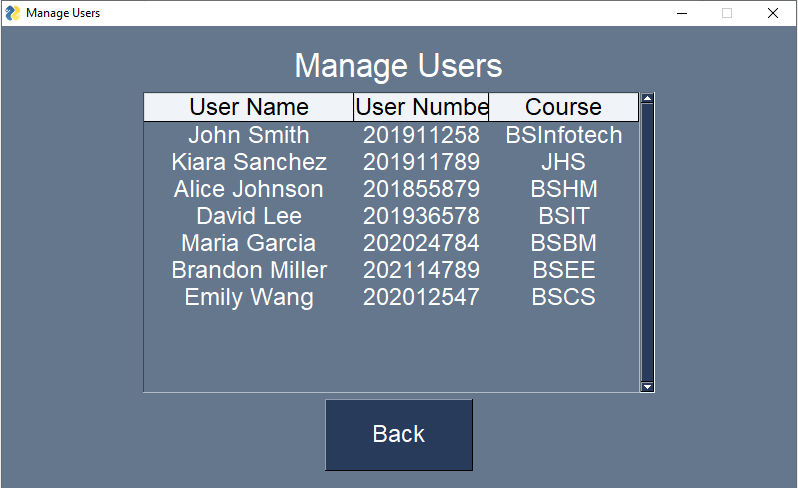 Manage Users
Manage Users
User Name User Numbe Course
John Smith 201911258 BSInfotech
Kiara Sanchez 201911789 JHS
Alice Johnson 201855879 BSHM
David Lee 201936578 BSIT
Maria Garcia 202024784 BSBM
Brandon Miller 202114789 BSEE
Emily Wang 202012547 BSCS
Back